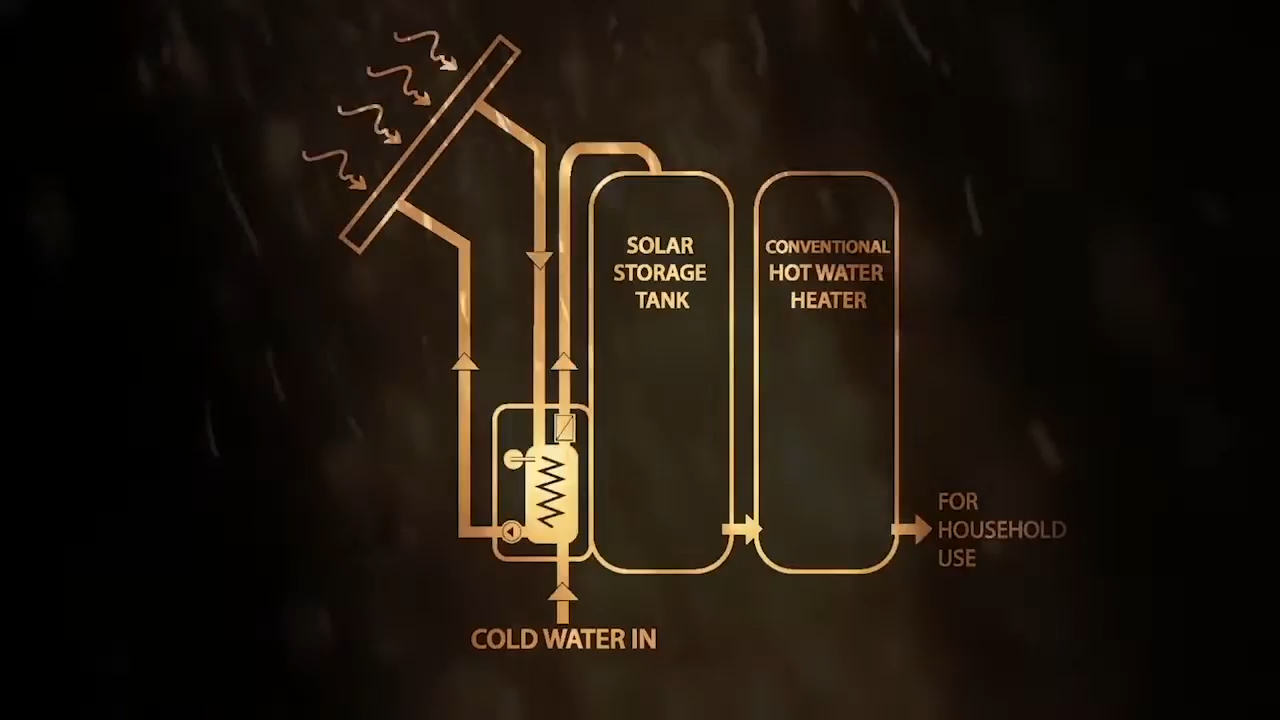 SOLAR
STORAGE
TANK
CONVENTIONAL
HOT WATER
HEATER
FOR
HOUSEHOLD
USE
COLD WATER IN